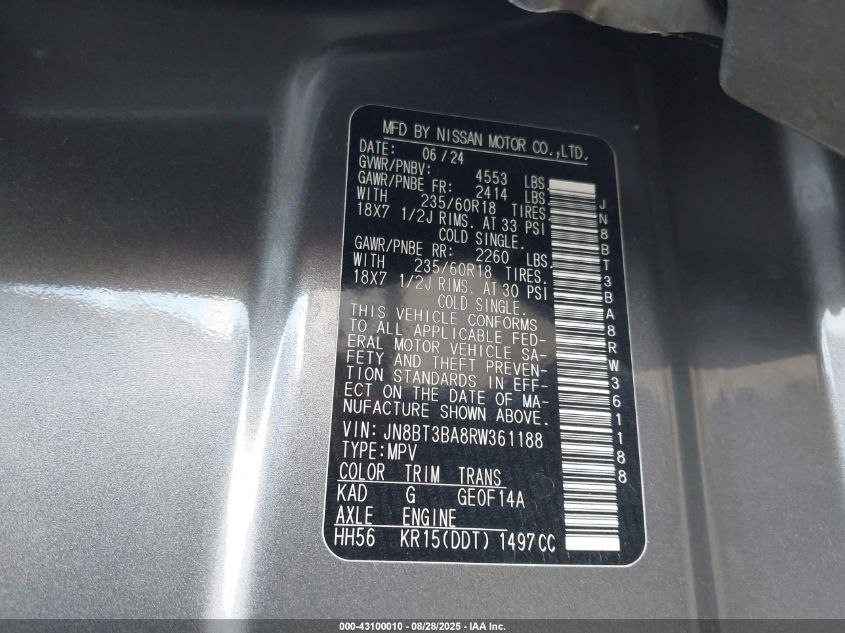 MFD BY NISSAN MOTOR CO.,LTD.
DATE: 06/24
GVWR/PNBV: 4553 LBS.
GAWR/PNBE FR: 2414 LBS.
WITH 235/60R18 TIRES.
18X7 1/2J RIMS. AT 33 PSI
COLD SINGLE.
GAWR/PNBE RR: 2260 LBS.
WITH 235/60R18 TIRES.
18X7 1/2J RIMS. AT 30 PSI
COLD SINGLE.
THIS VEHICLE CONFORMS
TO ALL APPLICABLE FED-
ERAL MOTOR VEHICLE SA-
FETY AND THEFT PREVEN-
TION STANDARDS IN EFF-
ECT ON THE DATE OF MA-
NUFACTURE SHOWN ABOVE.
VIN: JN8BT3BA8RW361188
TYPE:MPV
COLOR TRIM TRANS
KAD G GE0F14A
AXLE ENGINE
HH56 KR15(DDT) 1497CC
JN8BT3BA8RW361188
000-43100010 - 08/28/2025 - IAA Inc.